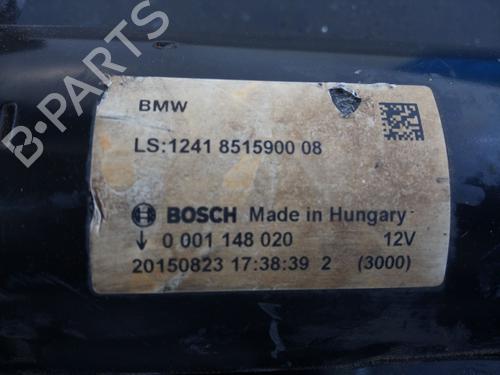 B-PARTS
BMW
LS:1241 8515900 08
BOSCH Made in Hungary
0 001 148 020 12V
20150823 17:38:39 2 (3000)